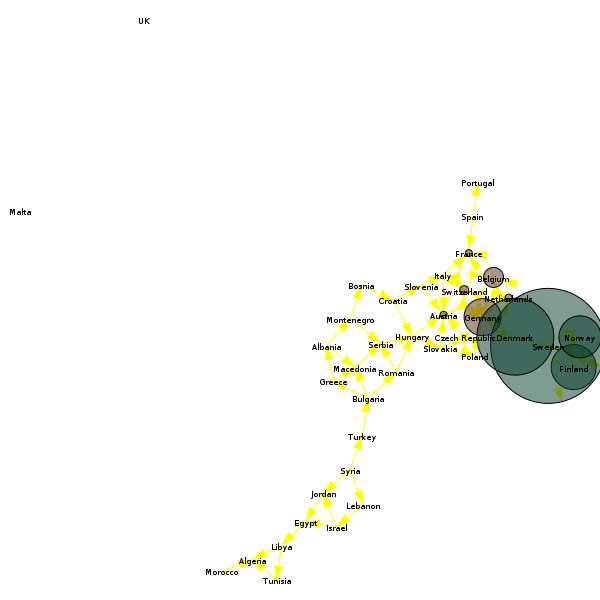 UK
Portugal
Malta
Spain
France
Italy
Belgium
Bosnia
Slovenia
Switzerland
Croatia
Netherlands
Montenegro
Austria
Germany
Albania
Serbia
Hungary
Czech Republic
Denmark
Norway
Slovakia
Sweden
Poland
Macedonia
Romania
Finland
Greece
Bulgaria
Turkey
Syria
Jordan
Lebanon
Egypt
Israel
Libya
Algeria
Morocco
Tunisia